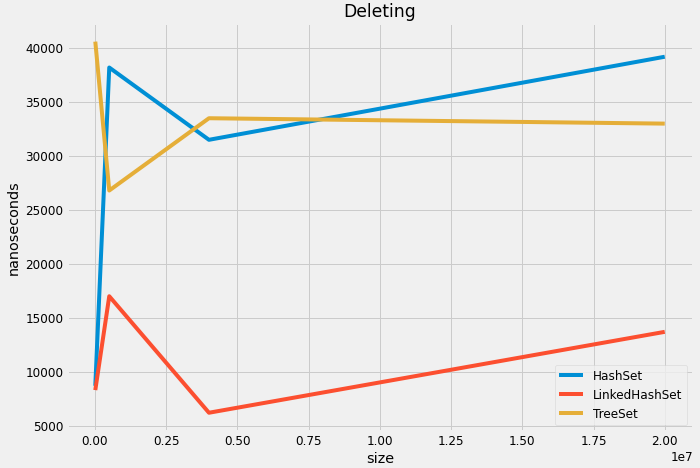 Deleting
nanoseconds
40000
35000
30000
25000
20000
15000
10000
5000
HashSet
LinkedHashSet
TreeSet
0.00 0.25 0.50 0.75 1.00 1.25 1.50 1.75 2.00
1e7
size